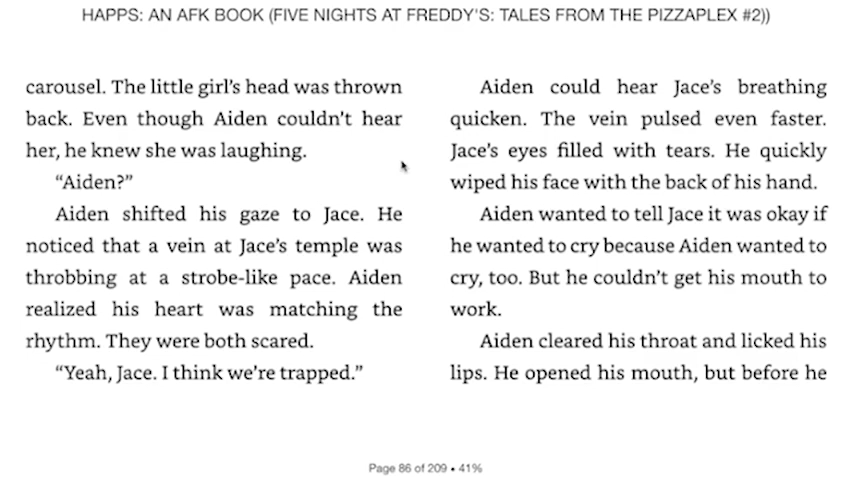 HAPPS: AN AFK BOOK (FIVE NIGHTS AT FREDDY'S: TALES FROM THE PIZZAPLEX #2))
carousel. The little girl's head was thrown
back. Even though Aiden couldn't hear
her, he knew she was laughing.
"Aiden?"
Aiden shifted his gaze to Jace. He
noticed that a vein at Jace's temple was
throbbing at a strobe-like pace. Aiden
realized his heart was matching the
rhythm. They were both scared.
"Yeah, Jace. I think we're trapped."
Aiden could hear Jace's breathing
quicken. The vein pulsed even faster.
Jace's eyes filled with tears. He quickly
wiped his face with the back of his hand.
Aiden wanted to tell Jace it was okay if
he wanted to cry because Aiden wanted to
cry, too. But he couldn't get his mouth to
work.
Aiden cleared his throat and licked his
lips. He opened his mouth, but before he
Page 86 of 209 • 41%